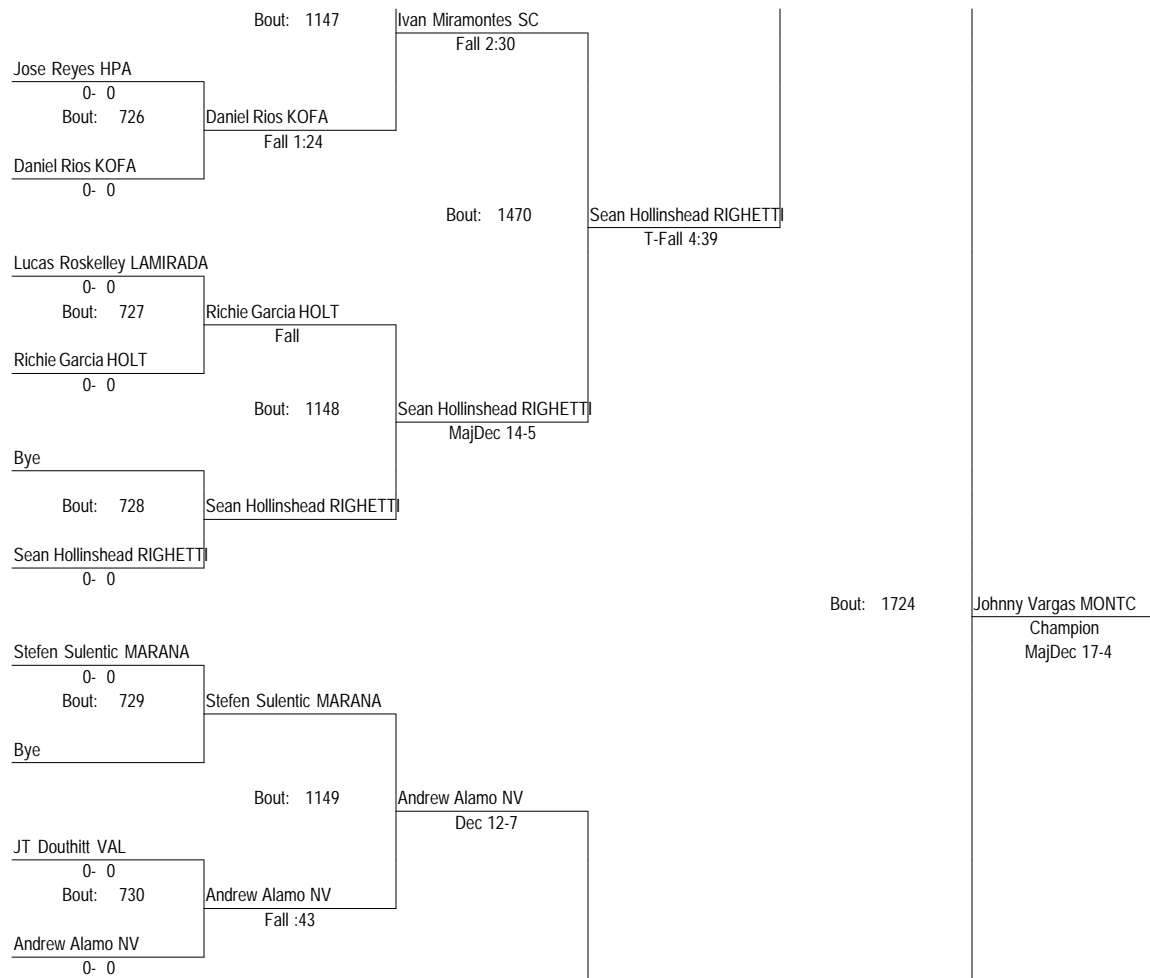 Bout: 1147 Ivan Miramontes SC
Fall 2:30
Jose Reyes HPA
0- 0
Bout: 726 Daniel Rios KOFA
Fall 1:24
Daniel Rios KOFA
0- 0
Bout: 1470 Sean Hollinshead RIGHETTI
T-Fall 4:39
Lucas Roskelley LAMIRADA
0- 0
Bout: 727 Richie Garcia HOLT
Fall
Richie Garcia HOLT
0- 0
Bout: 1148 Sean Hollinshead RIGHETTI
MajDec 14-5
Bye
Bout: 728 Sean Hollinshead RIGHETTI
Sean Hollinshead RIGHETTI
0- 0
Bout: 1724 Johnny Vargas MONTC
Champion
MajDec 17-4
Stefen Sulentic MARANA
0- 0
Bout: 729 Stefen Sulentic MARANA
Bye
Bout: 1149 Andrew Alamo NV
Dec 12-7
JT Douthitt VAL
0- 0
Bout: 730 Andrew Alamo NV
Fall :43
Andrew Alamo NV
0- 0